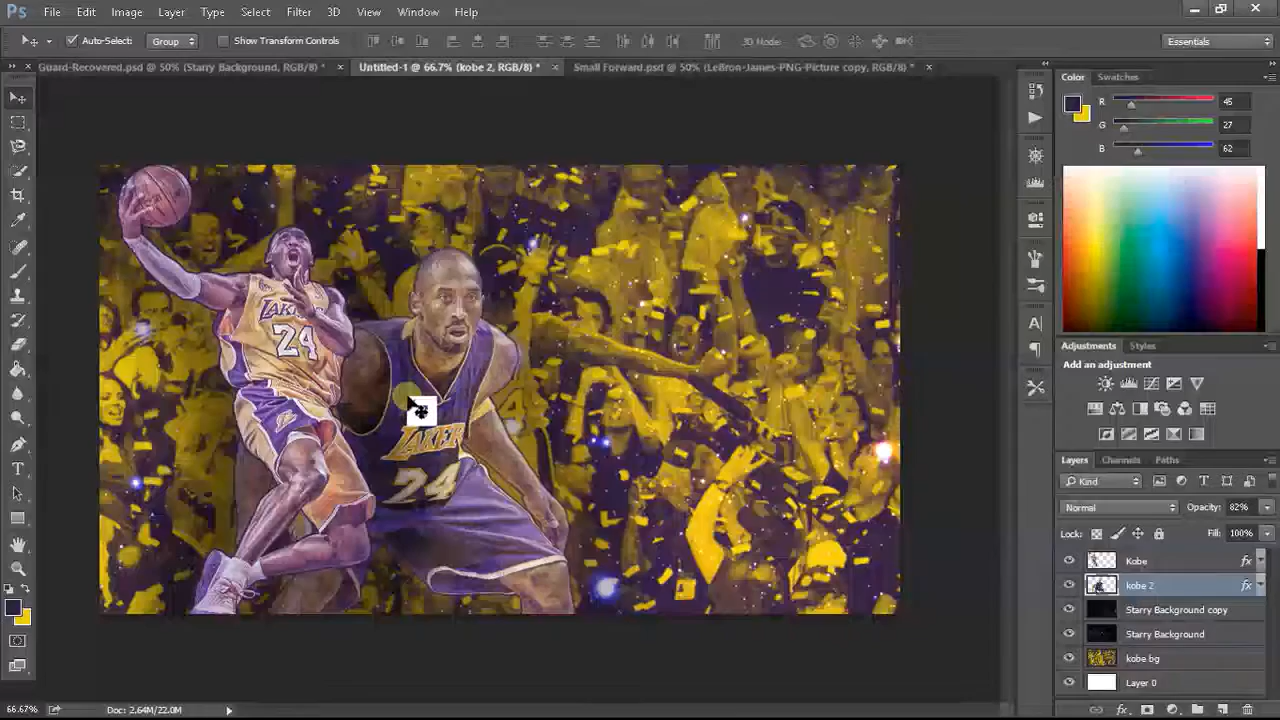 Ps File Edit Image Layer Type Select Filter 3D View Window Help
Auto-Select: Group Show Transform Controls 3D Mode: Essentials
Guard-Recovered.psd @ 50% (Starry Background, RGB/8) * × Untitled-1 @ 66.7% (kobe 2, RGB/8) * × Small Forward.psd @ 50% (LeBron-James-PNG-Picture copy, RGB/8) * ×
Color Swatches
R 45
G 27
B 62
24
LAKER
24
Adjustments Styles
Add an adjustment
Layers Channels Paths
Kind
Normal Opacity: 82%
Lock: Fill: 100%
Kobe fx
kobe 2 fx
Starry Background copy
Starry Background
kobe bg
Layer 0
66.67% Doc: 2.64M/22.0M